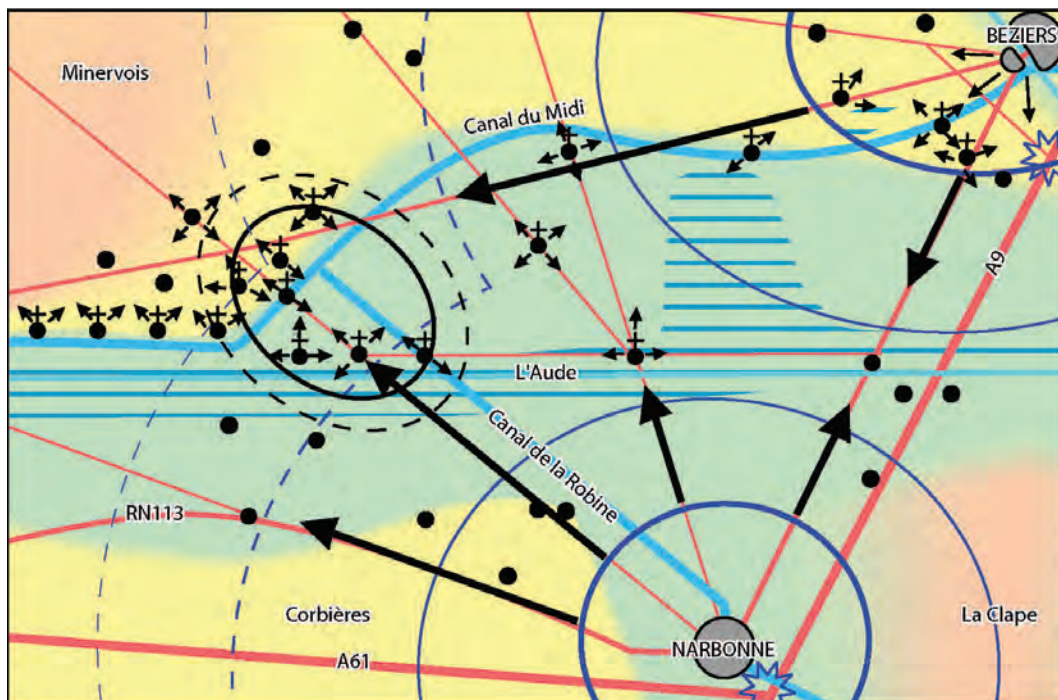 BEZIERS
Minervois
Canal du Midi
A9
L'Aude
Canal de la Robine
RN113
Corbières
La Clape
NARBONNE
A61